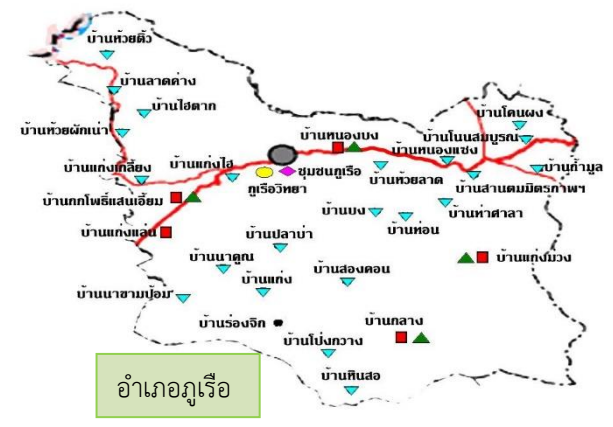 บ้านห้วยติ้ว
บ้านลาดค่าง
บ้านไฮตาก
บ้านโคนผง
บ้านห้วยผักเน่า
บ้านหนองบง
บ้านโนนสมบูรณ์
บ้านหนองแซง
บ้านแก่งเกลี้ยง
บ้านแก่งไฮ
ชุมชนภูเรือ
บ้านห้วยลาด
บ้านถ้ำมูล
ภูเรือวิทยา
บ้านสานตมมิตรภาพฯ
บ้านกกโพธิ์แสนเอี้ยม
บ้านบง
บ้านท่าศาลา
บ้านท่อน
บ้านแก่งแล่น
บ้านปลาบ่า
บ้านแก่งม่วง
บ้านนาดูณ
บ้านแก่ง
บ้านสองคอน
บ้านนาขามป้อม
บ้านร่องจิก
บ้านกลาง
บ้านโป่งกวาง
อำเภอภูเรือ
บ้านหินสอ